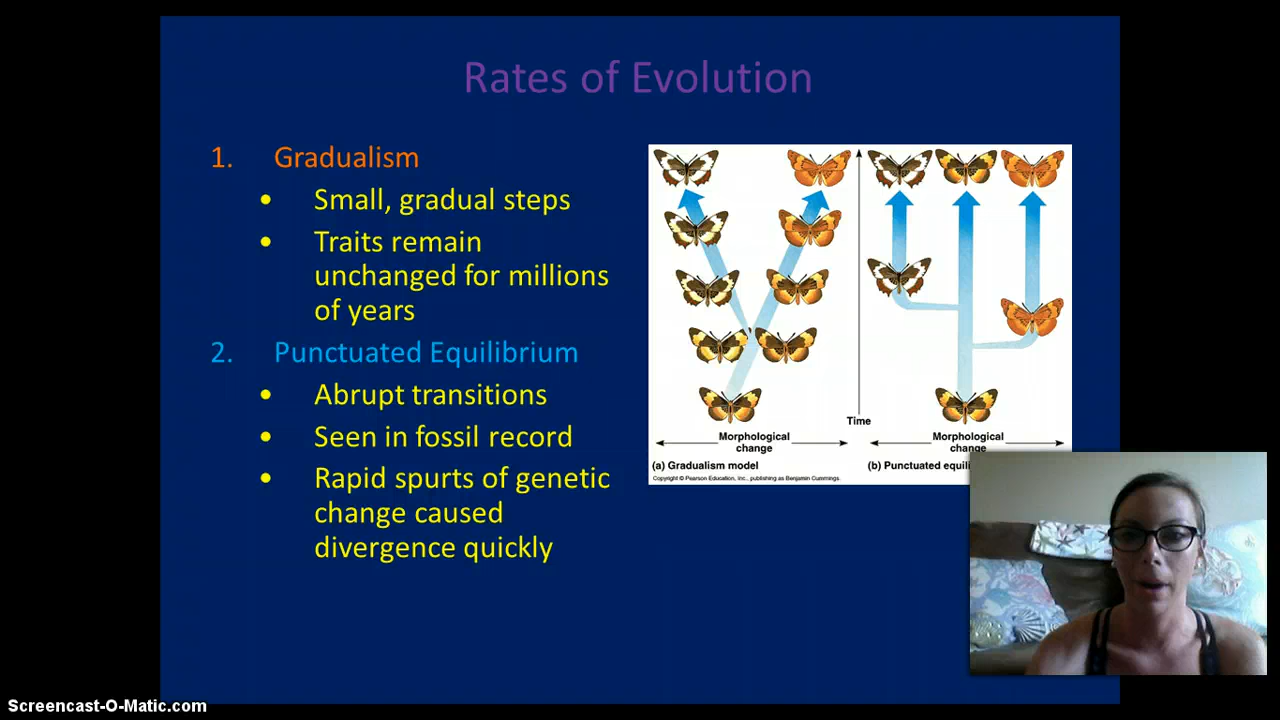 Rates of Evolution
1. Gradualism
• Small, gradual steps
• Traits remain
unchanged for millions
of years
2. Punctuated Equilibrium
• Abrupt transitions
• Seen in fossil record
• Rapid spurts of genetic
change caused
divergence quickly
Time
Morphological
change
(a) Gradualism model
Morphological
change
(b) Punctuated
Copyright © Pearson Education, Inc., publishing as Benjamin Cummings.
Screencast-O-Matic.com